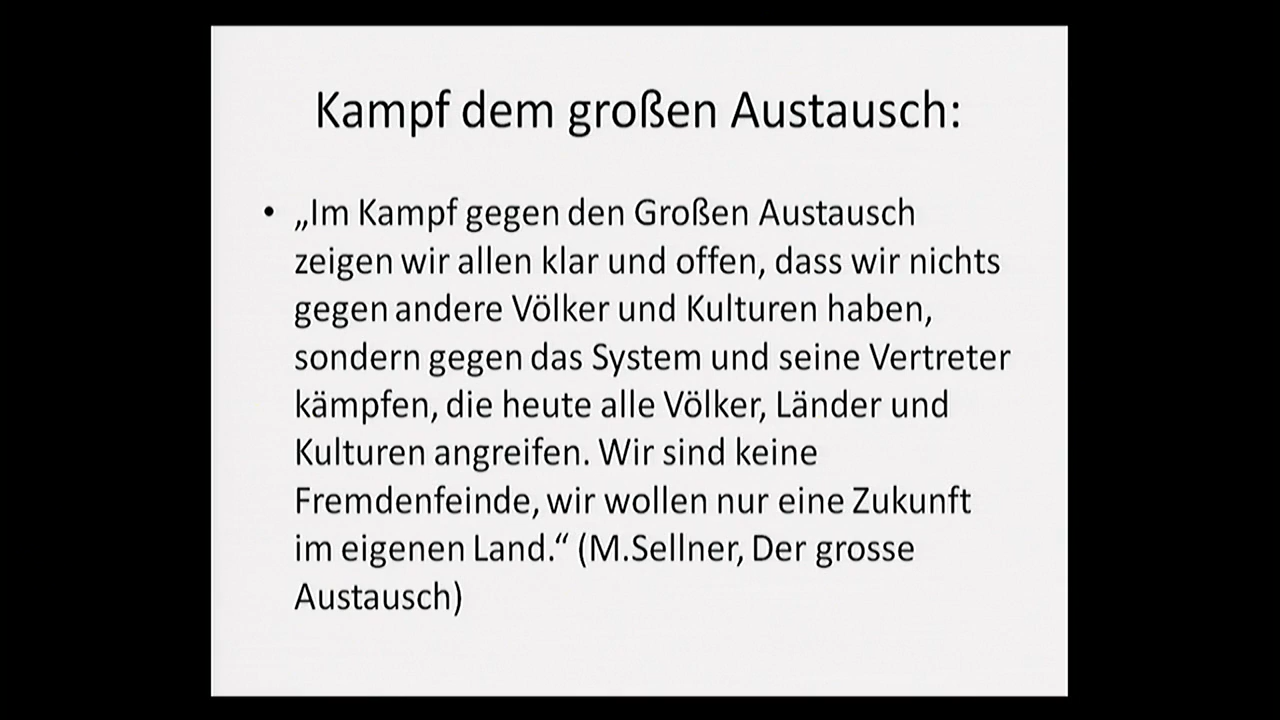 Kampf dem großen Austausch:
• „Im Kampf gegen den Großen Austausch
zeigen wir allen klar und offen, dass wir nichts
gegen andere Völker und Kulturen haben,
sondern gegen das System und seine Vertreter
kämpfen, die heute alle Völker, Länder und
Kulturen angreifen. Wir sind keine
Fremdenfeinde, wir wollen nur eine Zukunft
im eigenen Land.“ (M.Sellner, Der grosse
Austausch)